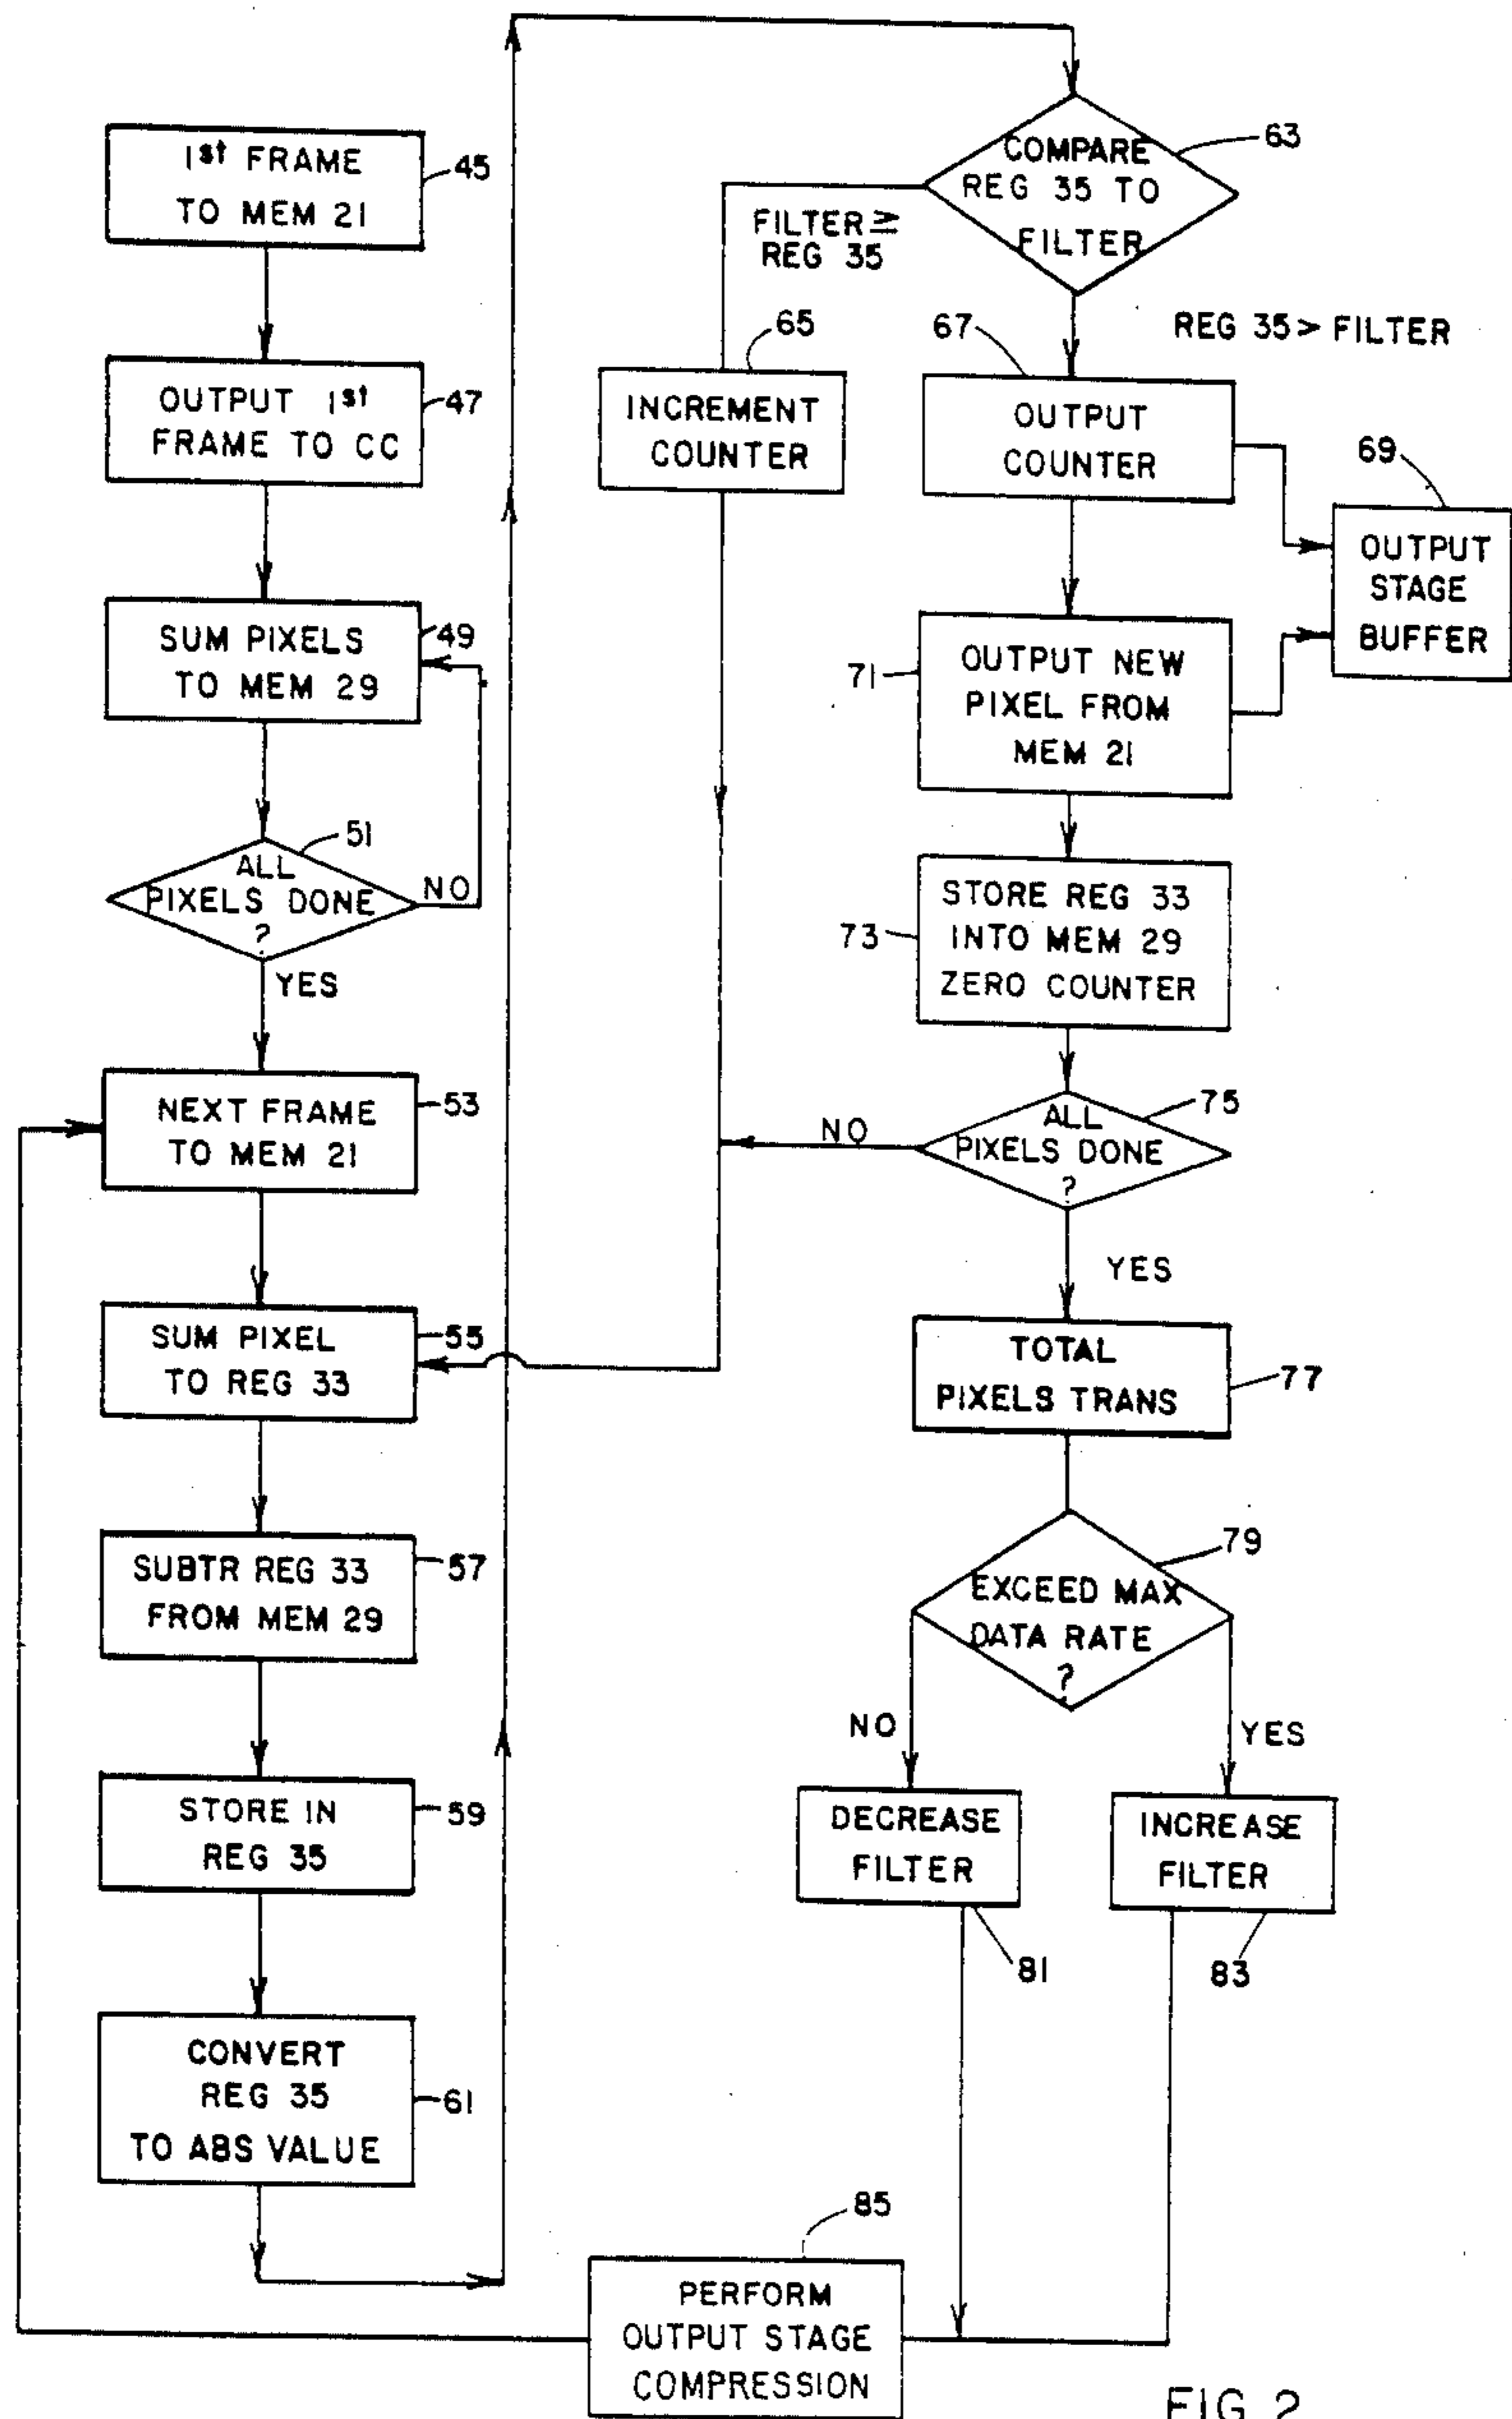 1st FRAME
TO MEM 21
45
OUTPUT 1st
FRAME TO CC
47
SUM PIXELS
TO MEM 29
49
51
ALL
PIXELS DONE
?
NO
YES
NEXT FRAME
TO MEM 21
53
SUM PIXEL
TO REG 33
55
SUBTR REG 33
FROM MEM 29
57
STORE IN
REG 35
59
CONVERT
REG 35
TO ABS VALUE
61
COMPARE
REG 35 TO
FILTER
63
FILTER ≥
REG 35
REG 35 > FILTER
65
INCREMENT
COUNTER
67
OUTPUT
COUNTER
69
OUTPUT
STAGE
BUFFER
71
OUTPUT NEW
PIXEL FROM
MEM 21
73
STORE REG 33
INTO MEM 29
ZERO COUNTER
75
ALL
PIXELS DONE
?
NO
YES
TOTAL
PIXELS TRANS
77
79
EXCEED MAX
DATA RATE
?
NO
YES
DECREASE
FILTER
81
INCREASE
FILTER
83
85
PERFORM
OUTPUT STAGE
COMPRESSION
FIG 2